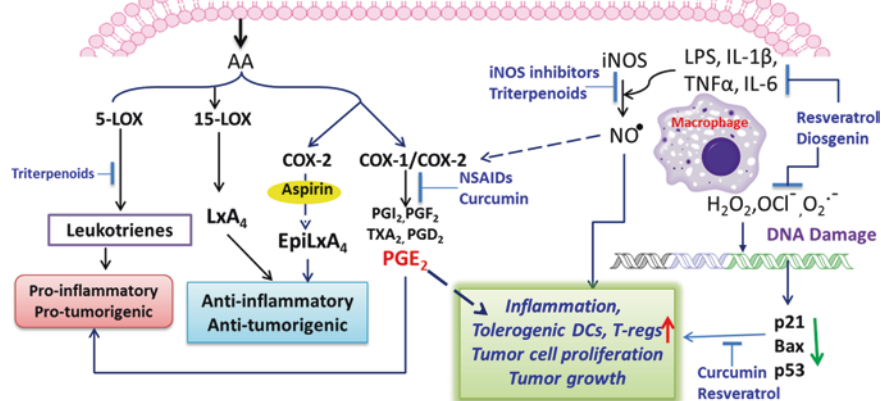 AA
5-LOX
15-LOX
Triterpenoids
Leukotrienes
LxA₄
Pro-inflammatory
Pro-tumorigenic
COX-2
Aspirin
EpiLxA₄
Anti-inflammatory
Anti-tumorigenic
COX-1/COX-2
NSAIDs
Curcumin
PGI₂,PGF₂
TXA₂, PGD₂
PGE₂
iNOS inhibitors
Triterpenoids
iNOS
NO•
LPS, IL-1β,
TNFα, IL-6
Macrophage
Resveratrol
Diosgenin
H₂O₂,OCl⁻,O₂·⁻
DNA Damage
Inflammation,
Tolerogenic DCs, T-regs
Tumor cell proliferation
Tumor growth
p21
Bax
p53
Curcumin
Resveratrol